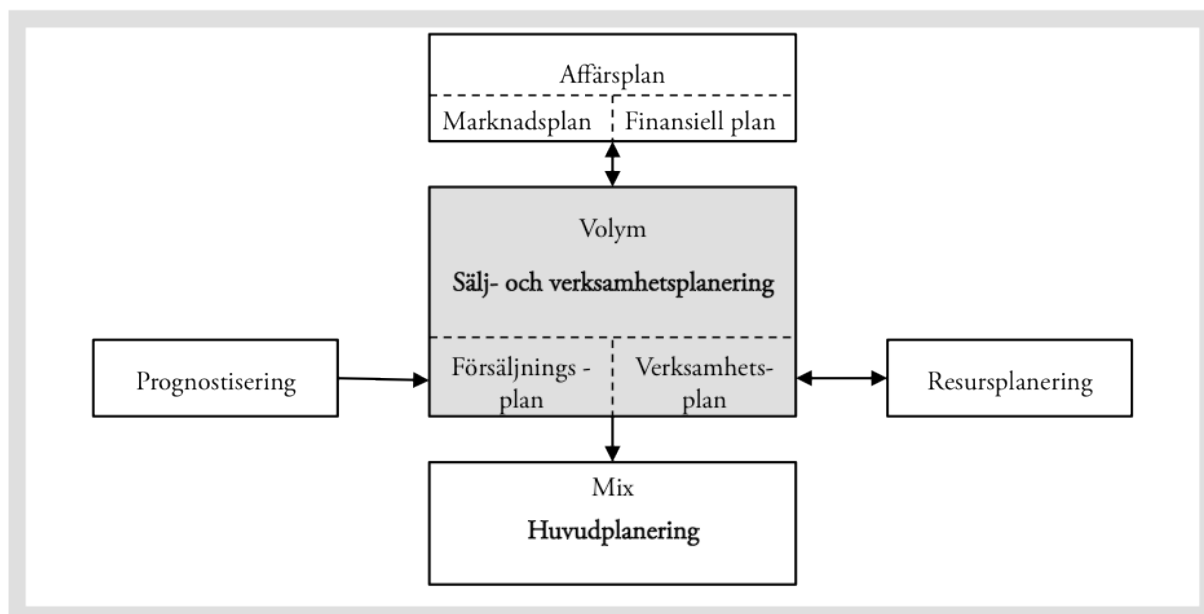 Affärsplan
Marknadsplan Finansiell plan
Volym
Sälj- och verksamhetsplanering
Prognostisering
Försäljnings -
plan
Verksamhets-
plan
Resursplanering
Mix
Huvudplanering